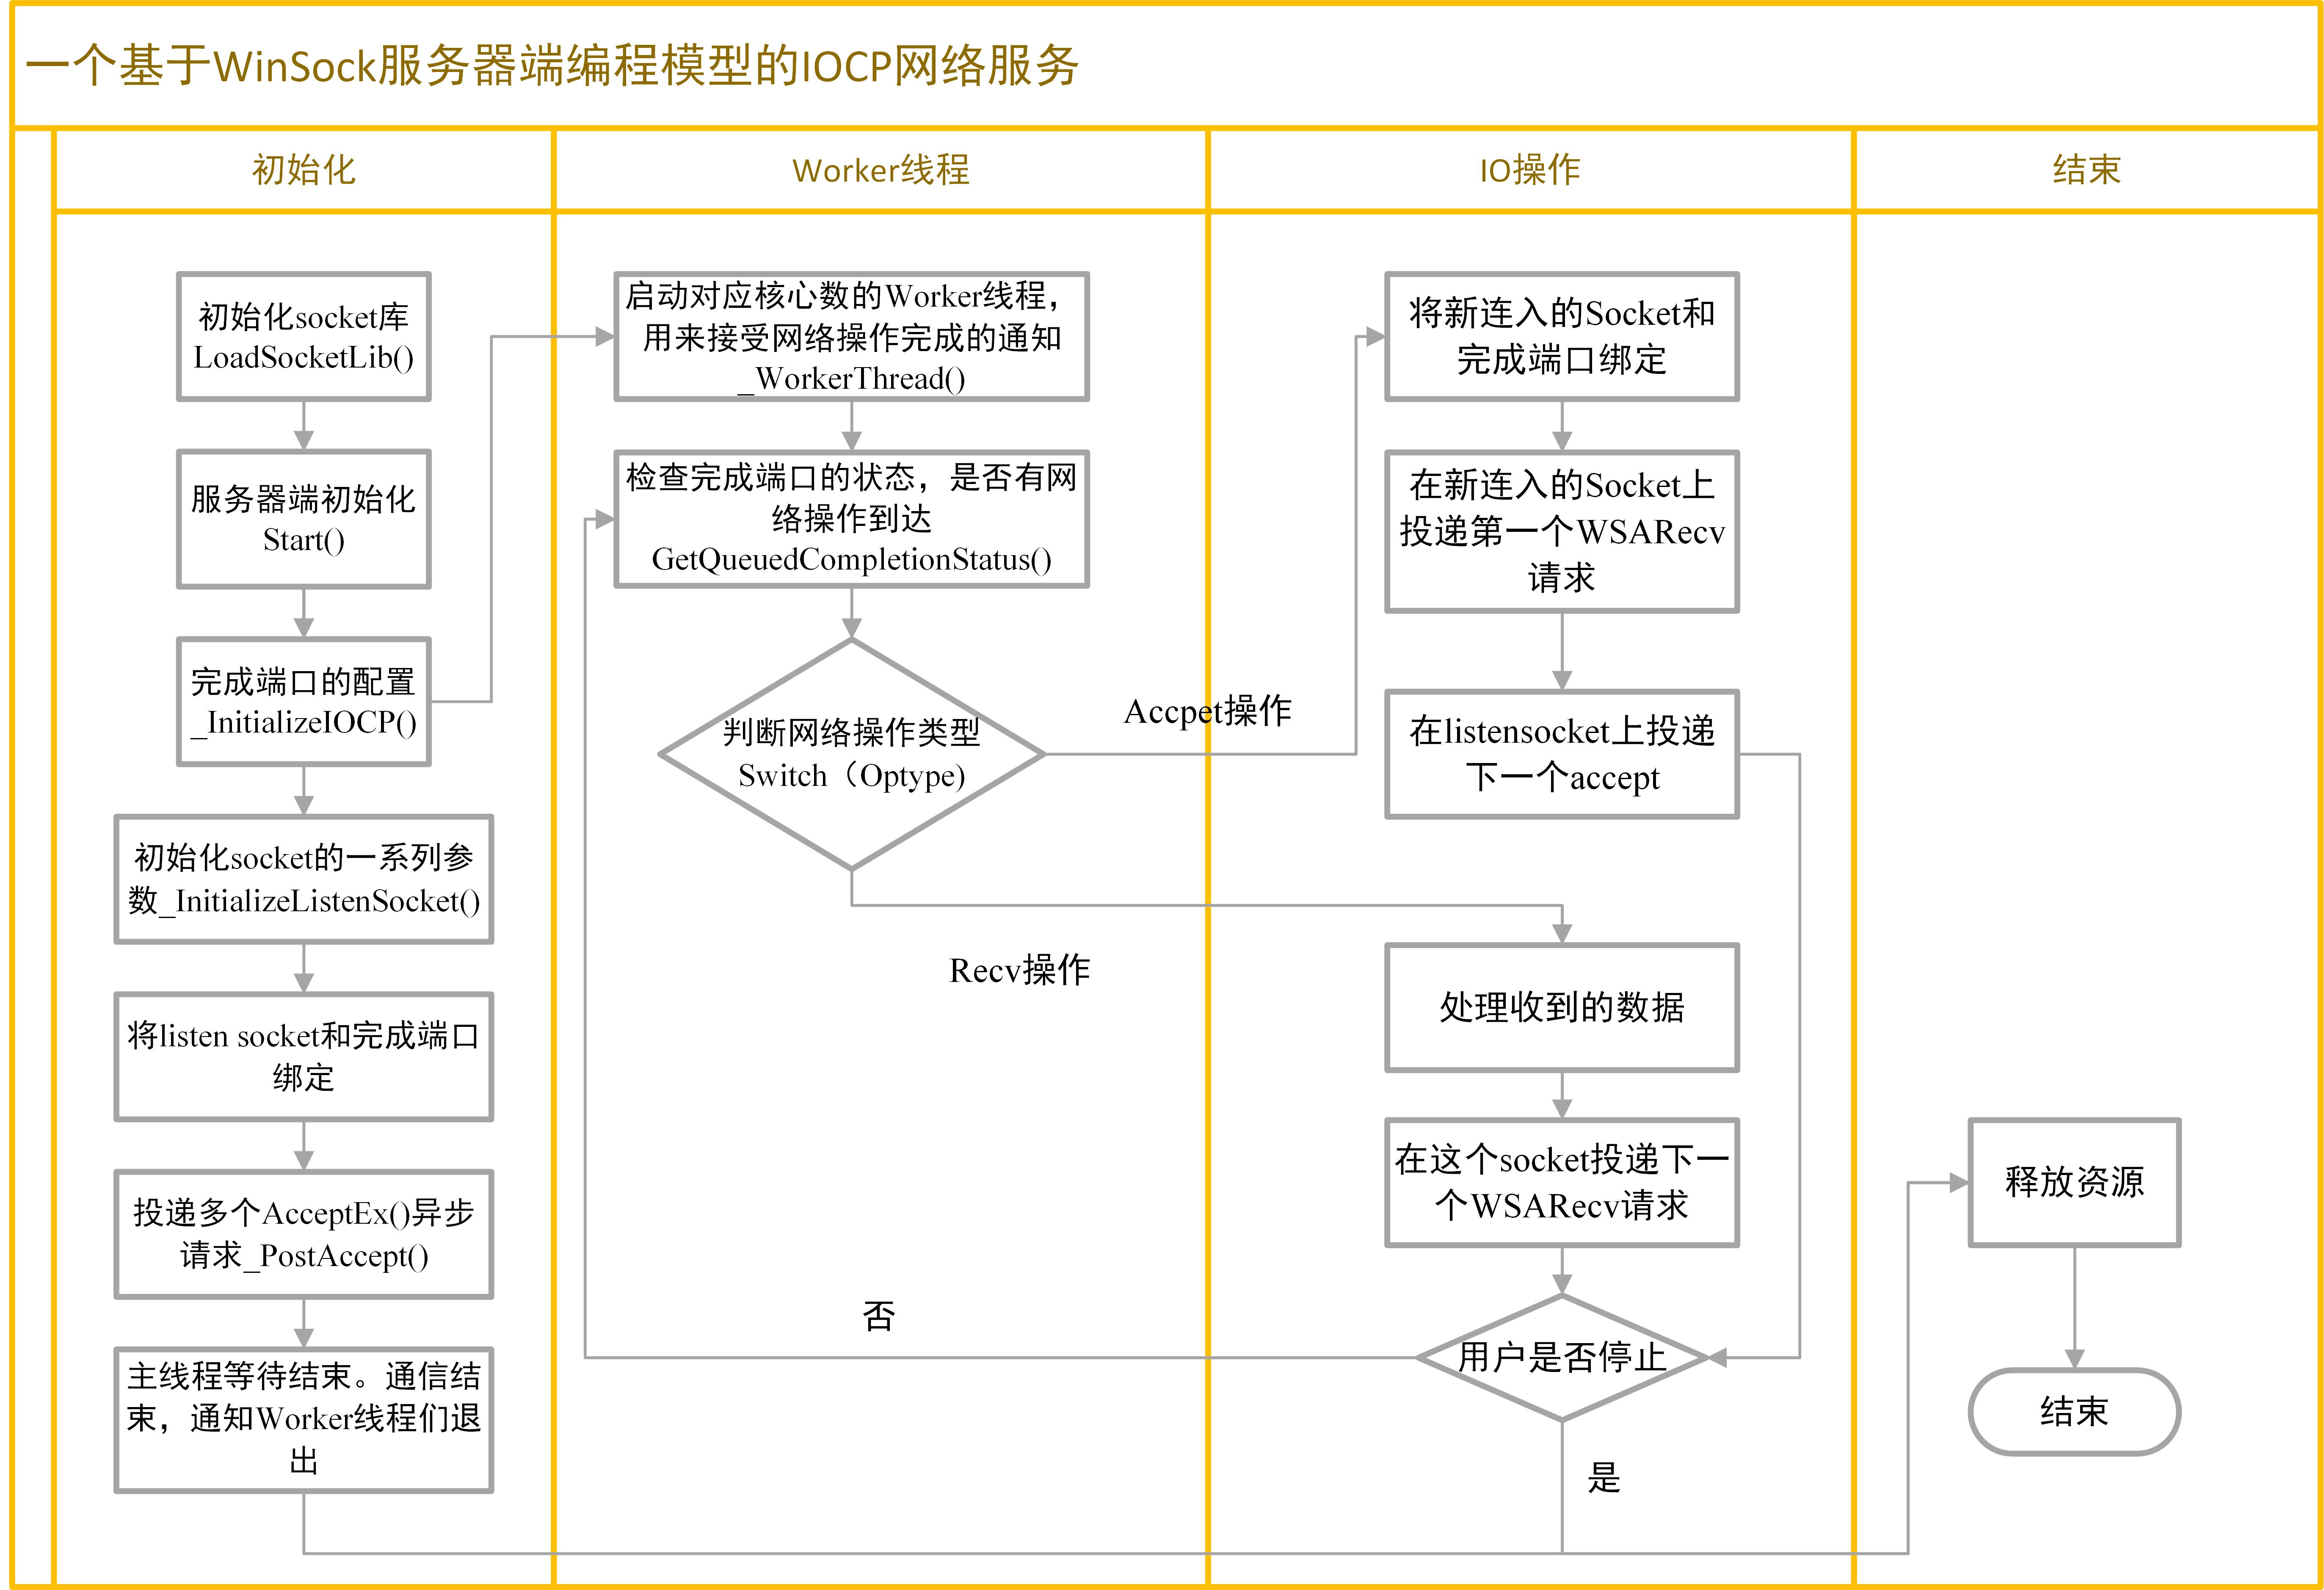 一个基于WinSock服务器端编程模型的IOCP网络服务
初始化
Worker线程
IO操作
结束
初始化socket库
LoadSocketLib()
服务器端初始化
Start()
完成端口的配置
_InitializeIOCP()
初始化socket的一系列参
数_InitializeListenSocket()
将listen socket和完成端口
绑定
投递多个AcceptEx()异步
请求_PostAccept()
主线程等待结束。通信结
束，通知Worker线程们退
出
启动对应核心数的Worker线程，
用来接受网络操作完成的通知
_WorkerThread()
检查完成端口的状态，是否有网
络操作到达
GetQueuedCompletionStatus()
判断网络操作类型
Switch（Optype)
Accpet操作
Recv操作
否
将新连入的Socket和
完成端口绑定
在新连入的Socket上
投递第一个WSARecv
请求
在listensocket上投递
下一个accept
处理收到的数据
在这个socket投递下一
个WSARecv请求
用户是否停止
是
释放资源
结束